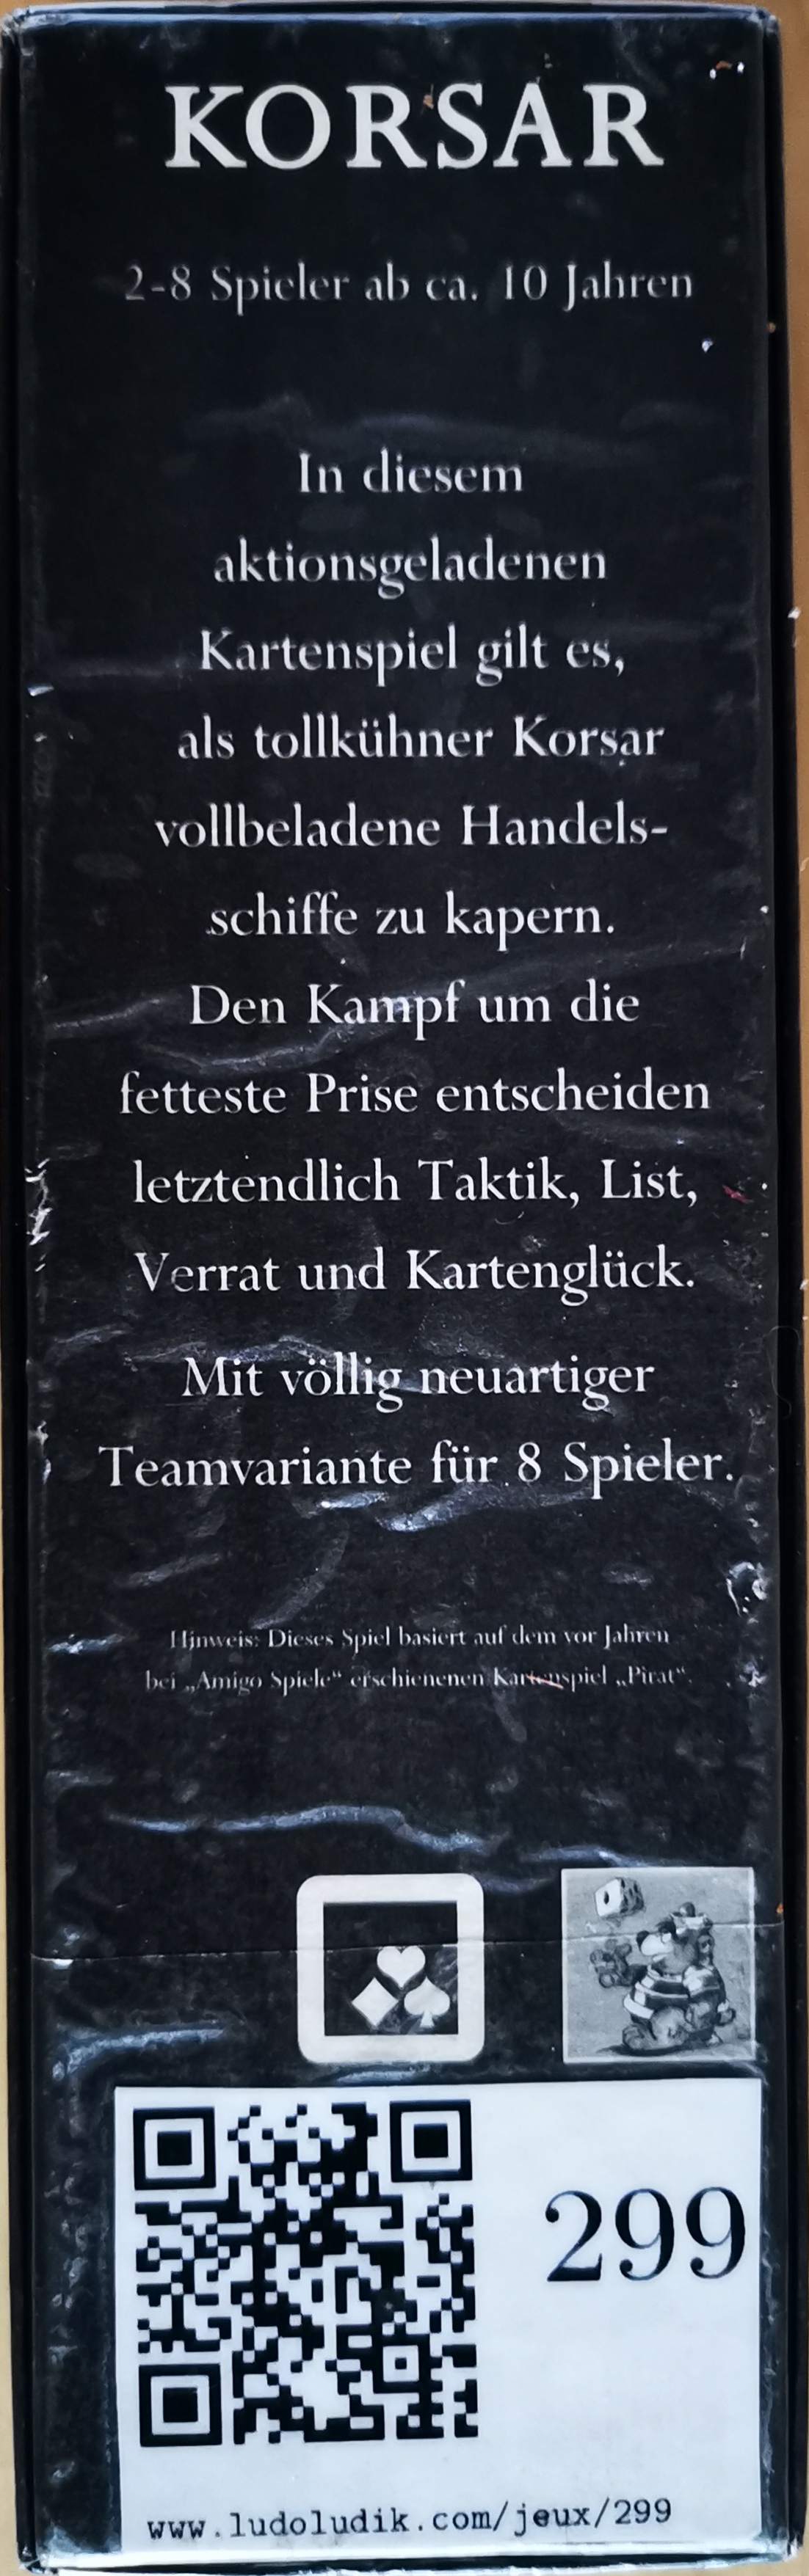 KORSAR
2-8 Spieler ab ca. 10 Jahren
In diesem
aktionsgeladenen
Kartenspiel gilt es,
als tollkühner Korsar
vollbeladene Handels-
schiffe zu kapern.
Den Kampf um die
fetteste Prise entscheiden
letztendlich Taktik, List,
Verrat und Kartenglück.
Mit völlig neuartiger
Teamvariante für 8 Spieler.
Hinweis: Dieses Spiel basiert auf dem vor Jahren
bei „Amigo Spiele“ erschienenen Kartenspiel „Pirat“.
299
www.ludoludik.com/jeux/299